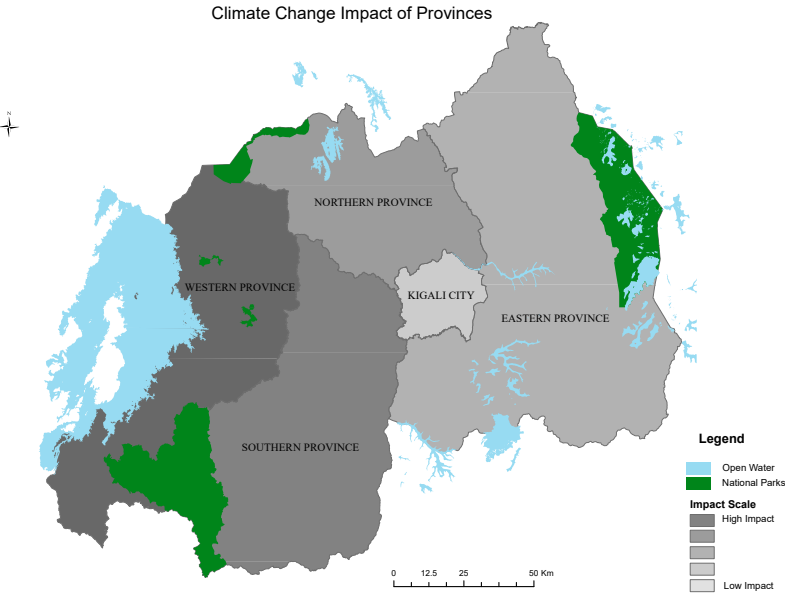 Climate Change Impact of Provinces
N
NORTHERN PROVINCE
WESTERN PROVINCE
KIGALI CITY
EASTERN PROVINCE
SOUTHERN PROVINCE
Legend
Open Water
National Parks
Impact Scale
High Impact
Low Impact
0 12.5 25 50 Km